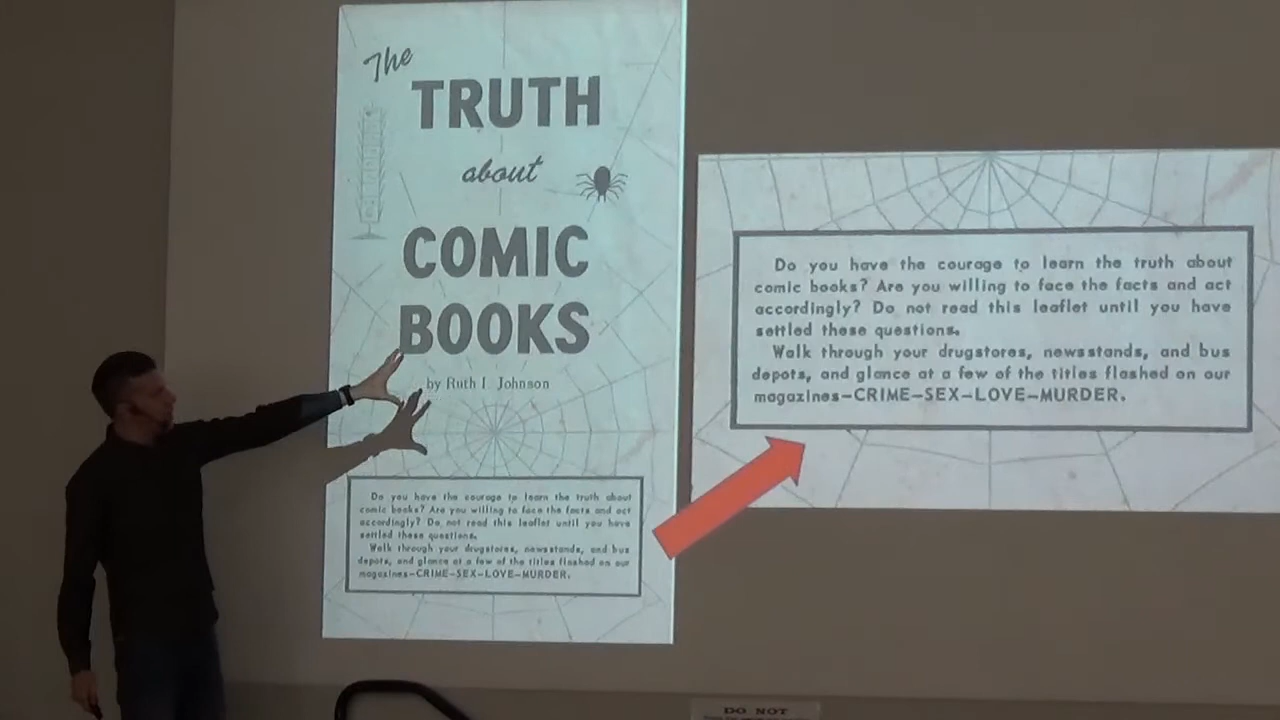 The
TRUTH
about
COMIC
BOOKS
by Ruth I. Johnson
Do you have the courage to learn the truth about
comic books? Are you willing to face the facts and act
accordingly? Do not read this leaflet until you have
settled these questions.
Walk through your drugstores, newsstands, and bus
depots, and glance at a few of the titles flashed on our
magazines–CRIME–SEX–LOVE–MURDER.
Do you have the courage to learn the truth about
comic books? Are you willing to face the facts and act
accordingly? Do not read this leaflet until you have
settled these questions.
Walk through your drugstores, newsstands, and bus
depots, and glance at a few of the titles flashed on our
magazines–CRIME–SEX–LOVE–MURDER.
DO NOT